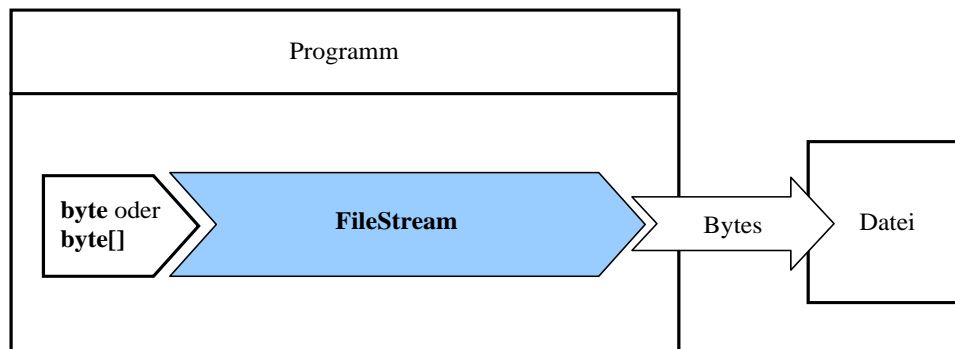 Programm
byte oder
byte[]
FileStream
Bytes
Datei